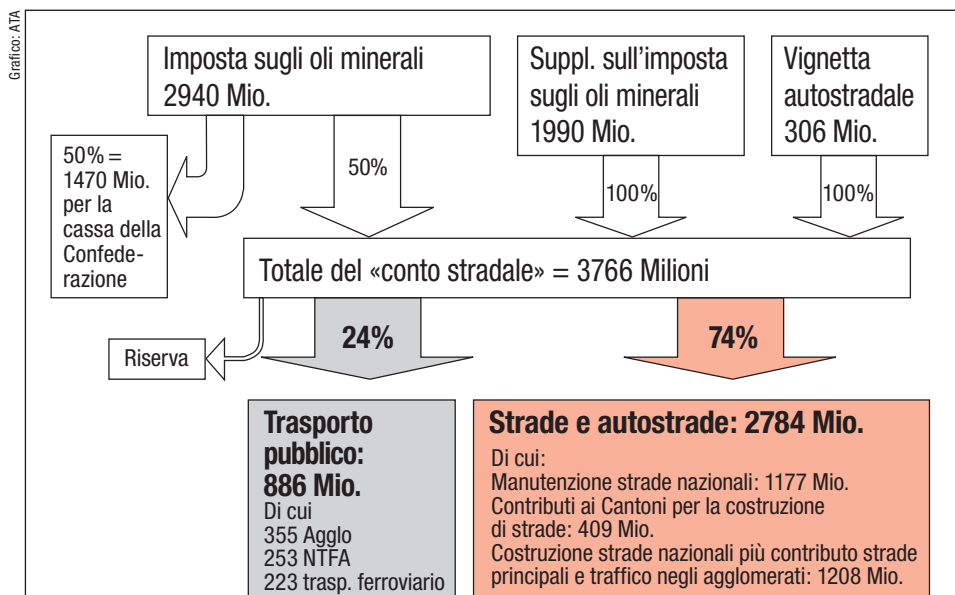 Grafico: ATA
Imposta sugli oli minerali
2940 Mio.
Suppl. sull'imposta
sugli oli minerali
1990 Mio.
Vignetta
autostradale
306 Mio.
50% =
1470 Mio.
per la
cassa della
Confede-
razione
50%
100%
100%
Totale del «conto stradale» = 3766 Milioni
Riserva
24%
74%
Trasporto
pubblico:
886 Mio.
Di cui
355 Agglo
253 NTFA
223 trasp. ferroviario
Strade e autostrade: 2784 Mio.
Di cui:
Manutenzione strade nazionali: 1177 Mio.
Contributi ai Cantoni per la costruzione
di strade: 409 Mio.
Costruzione strade nazionali più contributo strade
principali e traffico negli agglomerati: 1208 Mio.